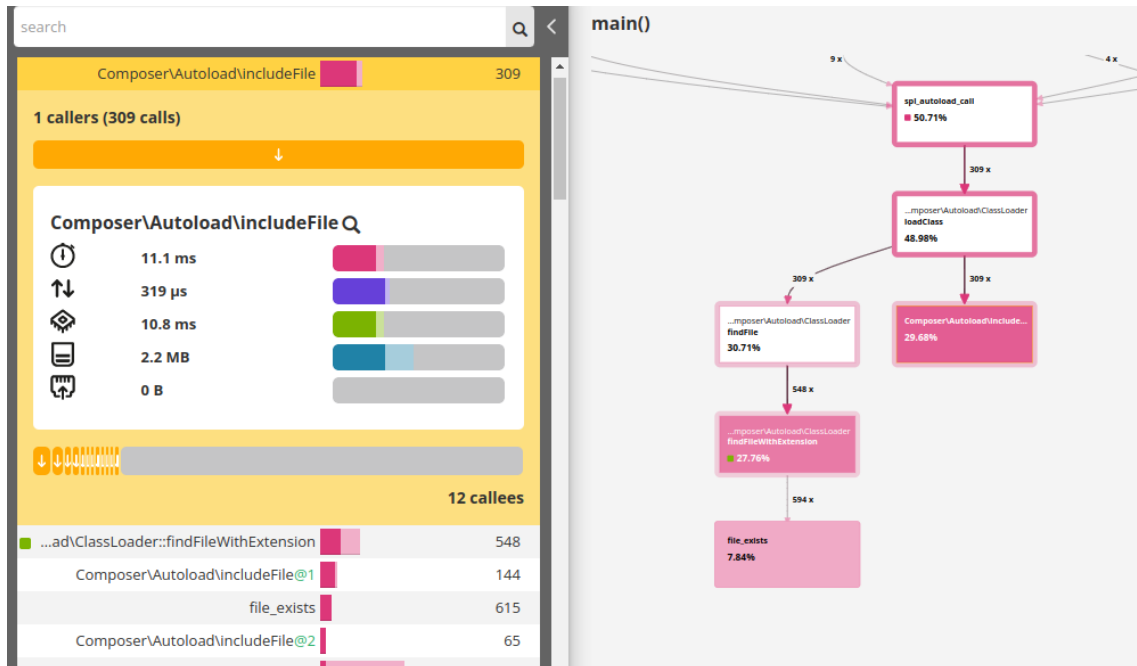 search
main()
Composer\Autoload\includeFile 309
1 callers (309 calls)
Composer\Autoload\includeFile
11.1 ms
319 µs
10.8 ms
2.2 MB
0 B
12 callees
...ad\ClassLoader::findFileWithExtension 548
Composer\Autoload\includeFile@1 144
file_exists 615
Composer\Autoload\includeFile@2 65
9 x
4 x
spl_autoload_call
50.71%
309 x
...mposer\Autoload\ClassLoader
loadClass
48.98%
309 x
309 x
...mposer\Autoload\ClassLoader
findFile
30.71%
Composer\Autoload\include...
29.68%
548 x
...mposer\Autoload\ClassLoader
findFileWithExtension
27.76%
594 x
file_exists
7.84%